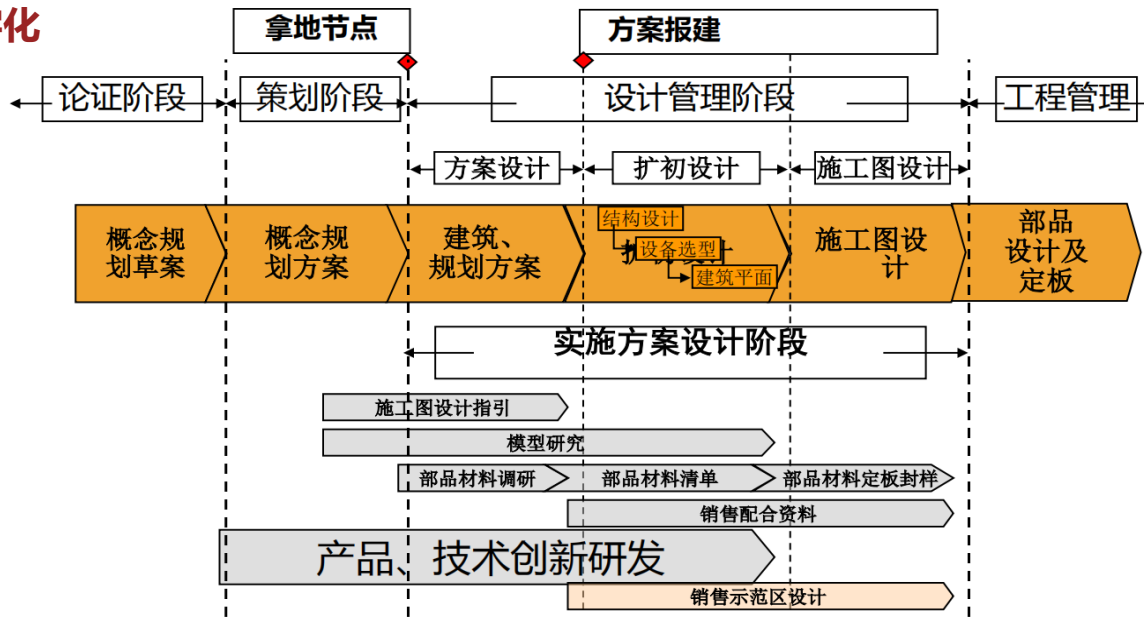 化
拿地节点
方案报建
论证阶段
策划阶段
设计管理阶段
工程管理
方案设计
扩初设计
施工图设计
概念规
划草案
概念规
划方案
建筑、
规划方案
结构设计
设备选型
建筑平面
施工图设
计
部品
设计及
定板
实施方案设计阶段
施工图设计指引
模型研究
部品材料调研
部品材料清单
部品材料定板封样
销售配合资料
产品、技术创新研发
销售示范区设计